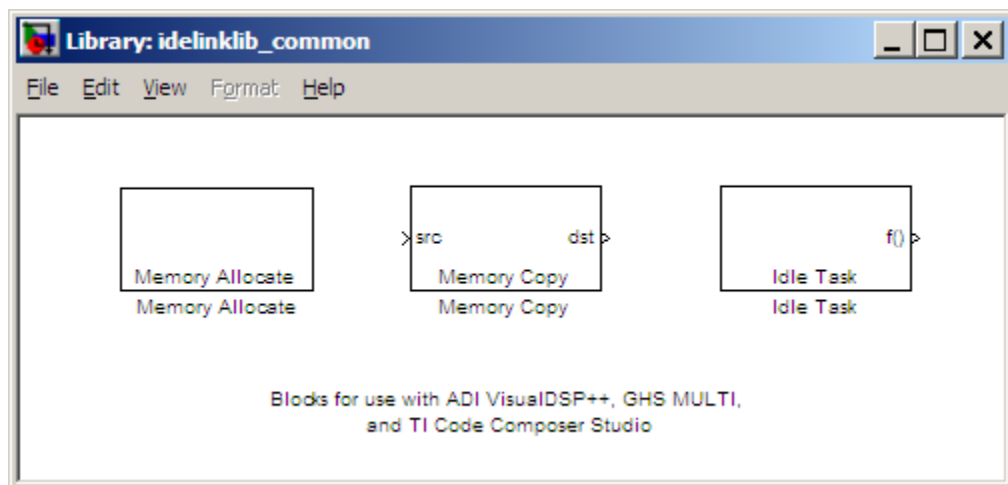 Library: idelinklib_common
File Edit View Format Help
src dst f()
Memory Allocate Memory Copy Idle Task
Memory Allocate Memory Copy Idle Task
Blocks for use with ADI VisualDSP++, GHS MULTI,
and TI Code Composer Studio